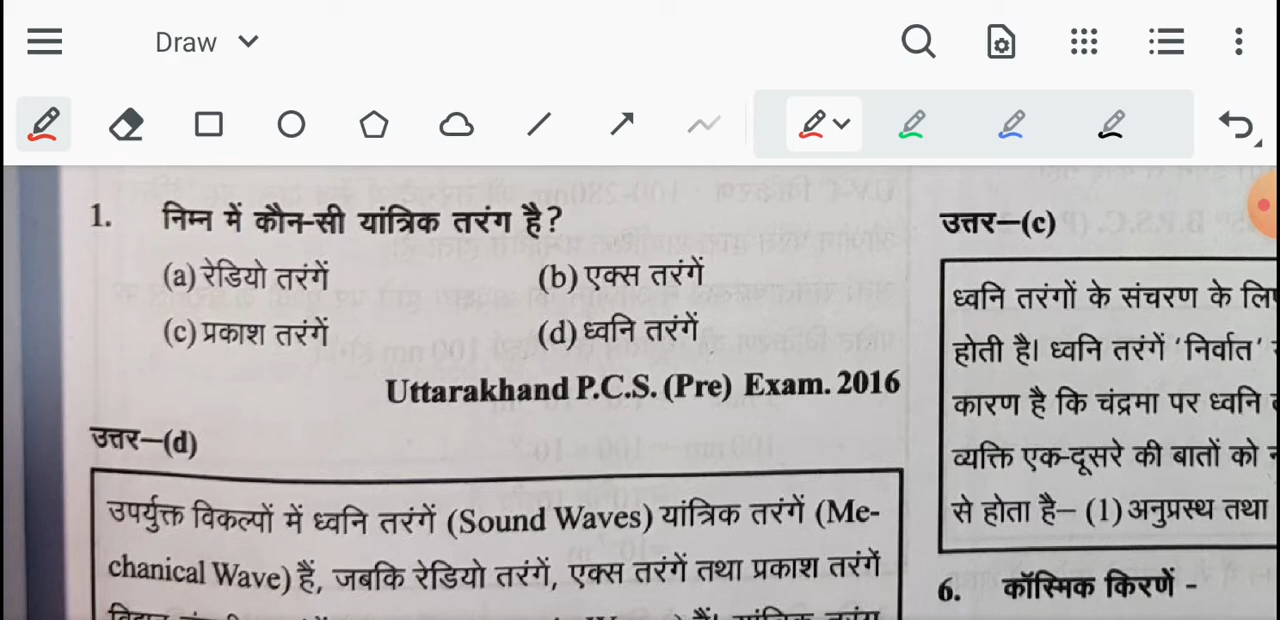 Draw
1. निम्न में कौन-सी यांत्रिक तरंग है?
(a) रेडियो तरंगें (b) एक्स तरंगें
(c) प्रकाश तरंगें (d) ध्वनि तरंगें
Uttarakhand P.C.S. (Pre) Exam. 2016
उत्तर—(d)
उपर्युक्त विकल्पों में ध्वनि तरंगें (Sound Waves) यांत्रिक तरंगें (Me-
chanical Wave) हैं, जबकि रेडियो तरंगें, एक्स तरंगें तथा प्रकाश तरंगें
उत्तर—(c)
ध्वनि तरंगों के संचरण के
होती है। ध्वनि तरंगें 'निर्वात'
कारण है कि चंद्रमा पर ध्वनि
व्यक्ति एक-दूसरे की बातों को
से होता है– (1) अनुप्रस्थ तथा
6. कॉस्मिक किरणें -